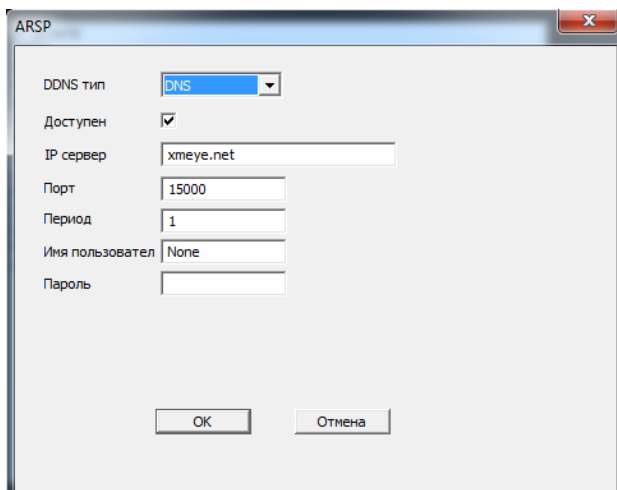 ARSP
DDNS тип DNS
Доступен
IP сервер xmeye.net
Порт 15000
Период 1
Имя пользовател None
Пароль
OK Отмена